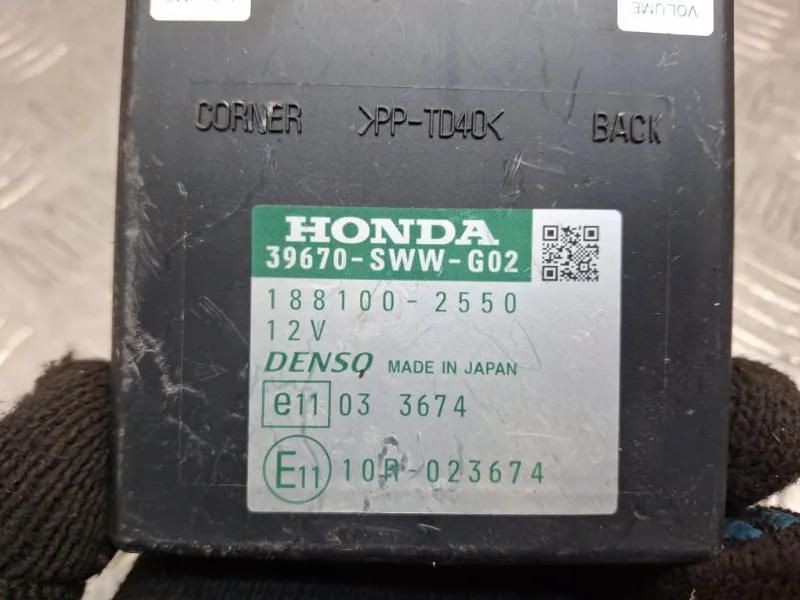 VOLUME
VOLUME
CORNER >PP-TD40< BACK
HONDA
39670-SWW-G02
188100-2550
12V
DENSO MADE IN JAPAN
e11 03 3674
E11 10R-023674